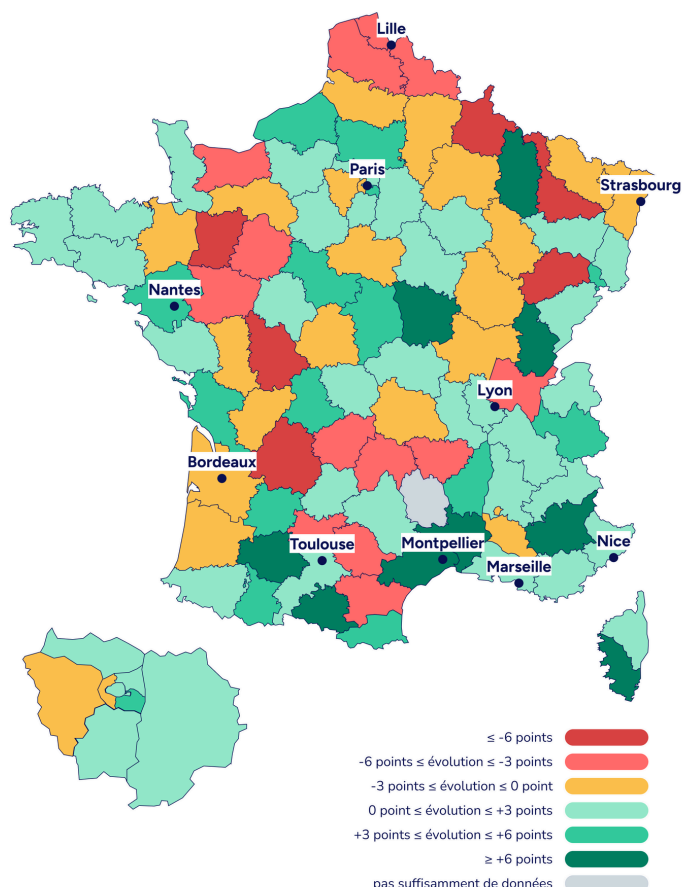 Lille
Paris
Strasbourg
Nantes
Lyon
Bordeaux
Toulouse
Montpellier
Nice
Marseille
≤ -6 points
-6 points ≤ évolution ≤ -3 points
-3 points ≤ évolution ≤ 0 point
0 point ≤ évolution ≤ +3 points
+3 points ≤ évolution ≤ +6 points
≥ +6 points
pas suffisamment de données